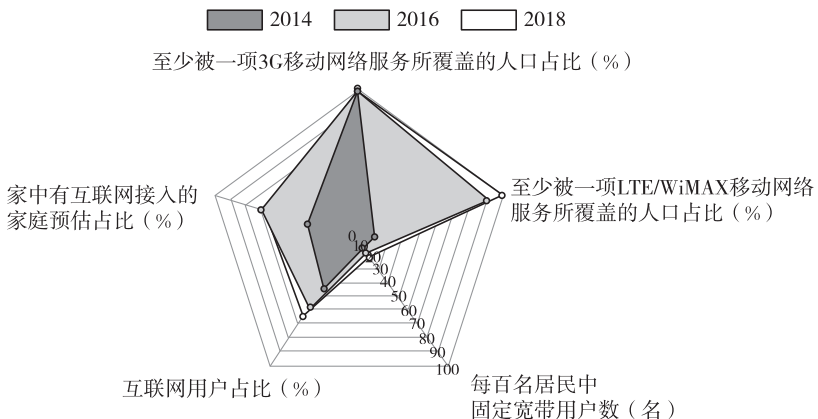 2014 2016 2018
至少被一项3G移动网络服务所覆盖的人口占比（%）
家中有互联网接入的
家庭预估占比（%）
至少被一项LTE/WiMAX移动网络
服务所覆盖的人口占比（%）
0
10
20
30
40
50
60
70
80
90
100
互联网用户占比（%）
每百名居民中
固定宽带用户数（名）